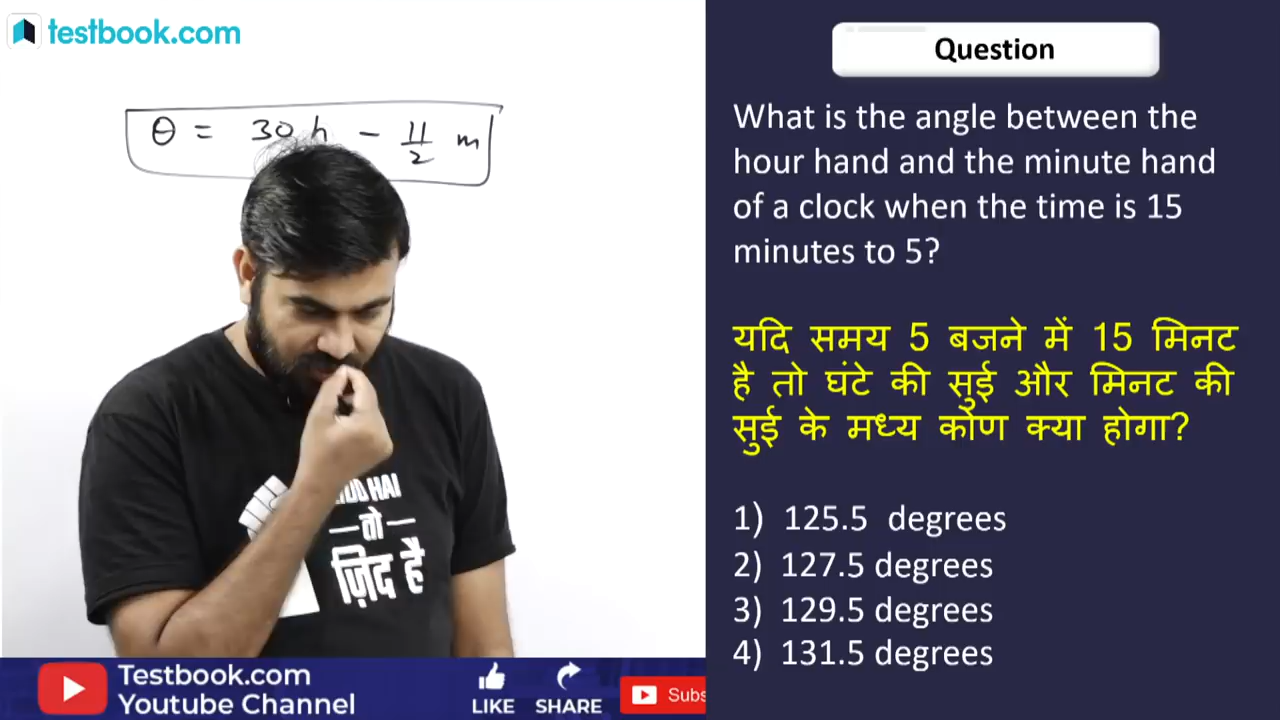 testbook.com
θ = 30 h - 11/2 m
Question
What is the angle between the
hour hand and the minute hand
of a clock when the time is 15
minutes to 5?
यदि समय 5 बजने में 15 मिनट
है तो घंटे की सुई और मिनट की
सुई के मध्य कोण क्या होगा?
1) 125.5 degrees
2) 127.5 degrees
3) 129.5 degrees
4) 131.5 degrees
HAI
तो
ज़िद है
Testbook.com
Youtube Channel
LIKE
SHARE
Subs